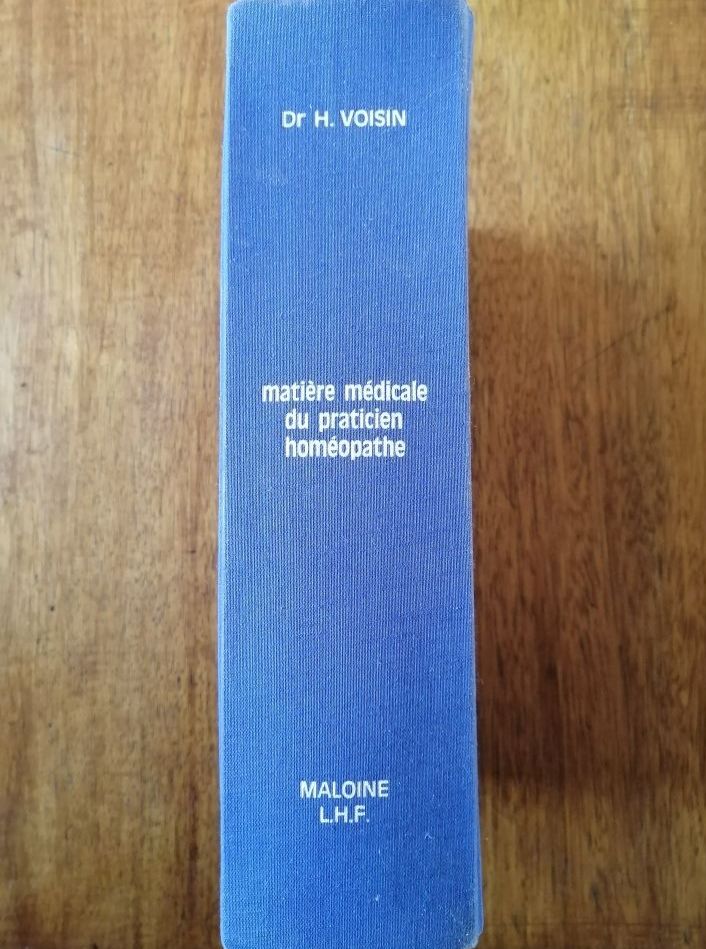 Dr H. VOISIN
matière médicale
du praticien
homéopathe
MALOINE
L.H.F.